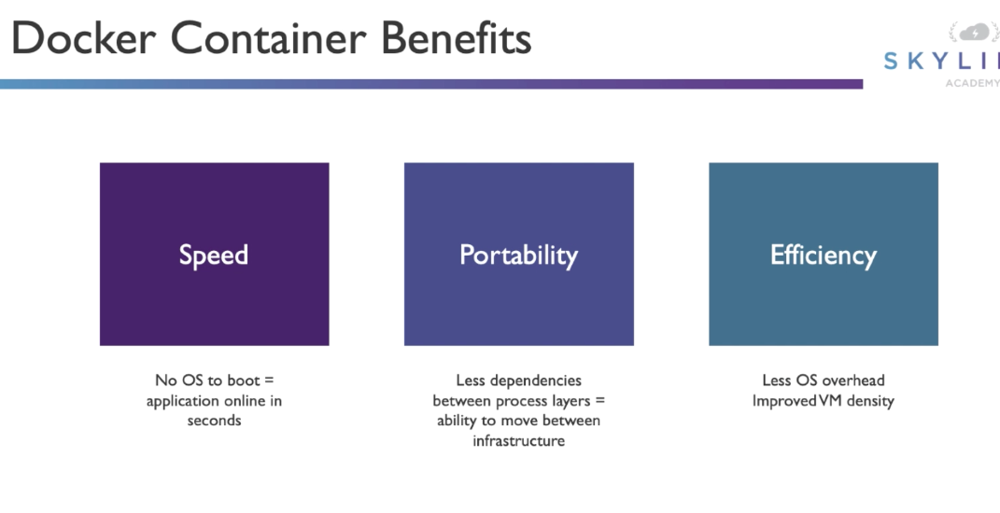 Docker Container Benefits
SKYLI
ACADEMY
Speed
Portability
Efficiency
No OS to boot =
application online in
seconds
Less dependencies
between process layers =
ability to move between
infrastructure
Less OS overhead
Improved VM density